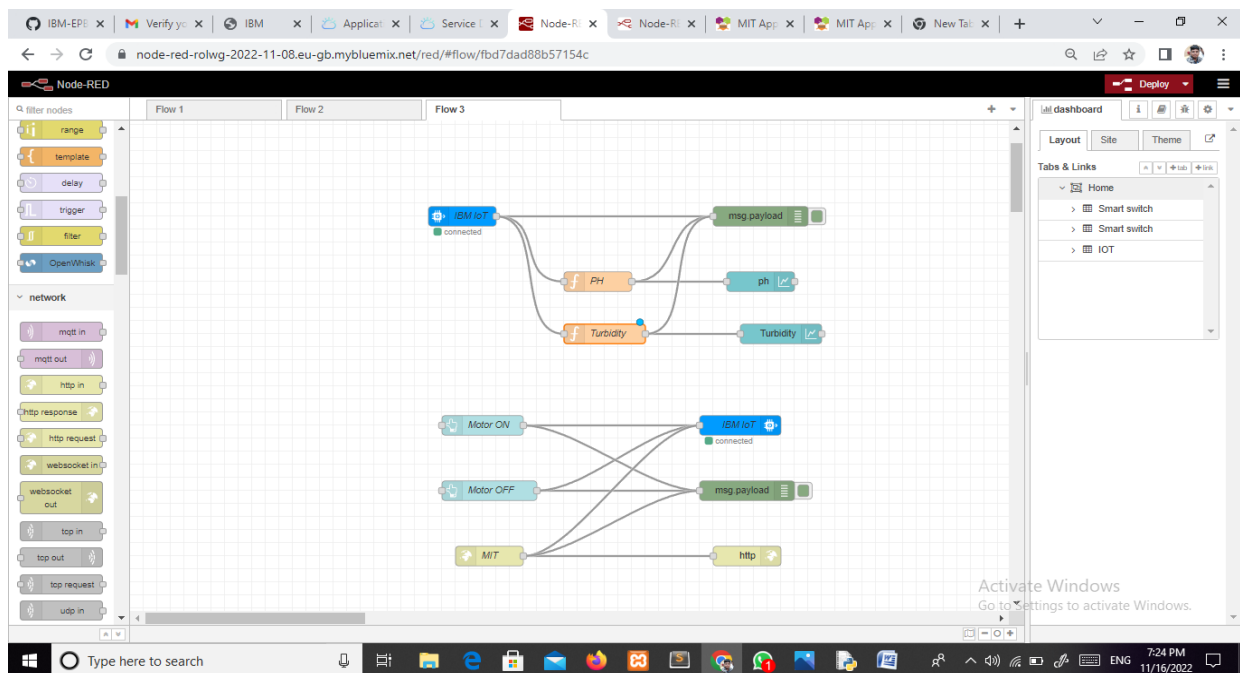 IBM-EPB
Verify yo
IBM
Applicat
Service D
Node-RE
Node-RE
MIT App
MIT App
New Tab
node-red-rolwg-2022-11-08.eu-gb.mybluemix.net/red/#flow/fbd7dad88b57154c
Node-RED
Deploy
filter nodes
Flow 1
Flow 2
Flow 3
dashboard
range
template
delay
trigger
filter
OpenWhisk
network
mqtt in
mqtt out
http in
http response
http request
websocket in
websocket
out
tcp in
tcp out
tcp request
udp in
IBM IoT
connected
msg.payload
PH
ph
Turbidity
Turbidity
Motor ON
IBM IoT
connected
Motor OFF
msg.payload
MIT
http
Layout
Site
Theme
Tabs & Links
tab
link
Home
Smart switch
Smart switch
IOT
Activate Windows
Go to Settings to activate Windows.
Type here to search
ENG
7:24 PM
11/16/2022